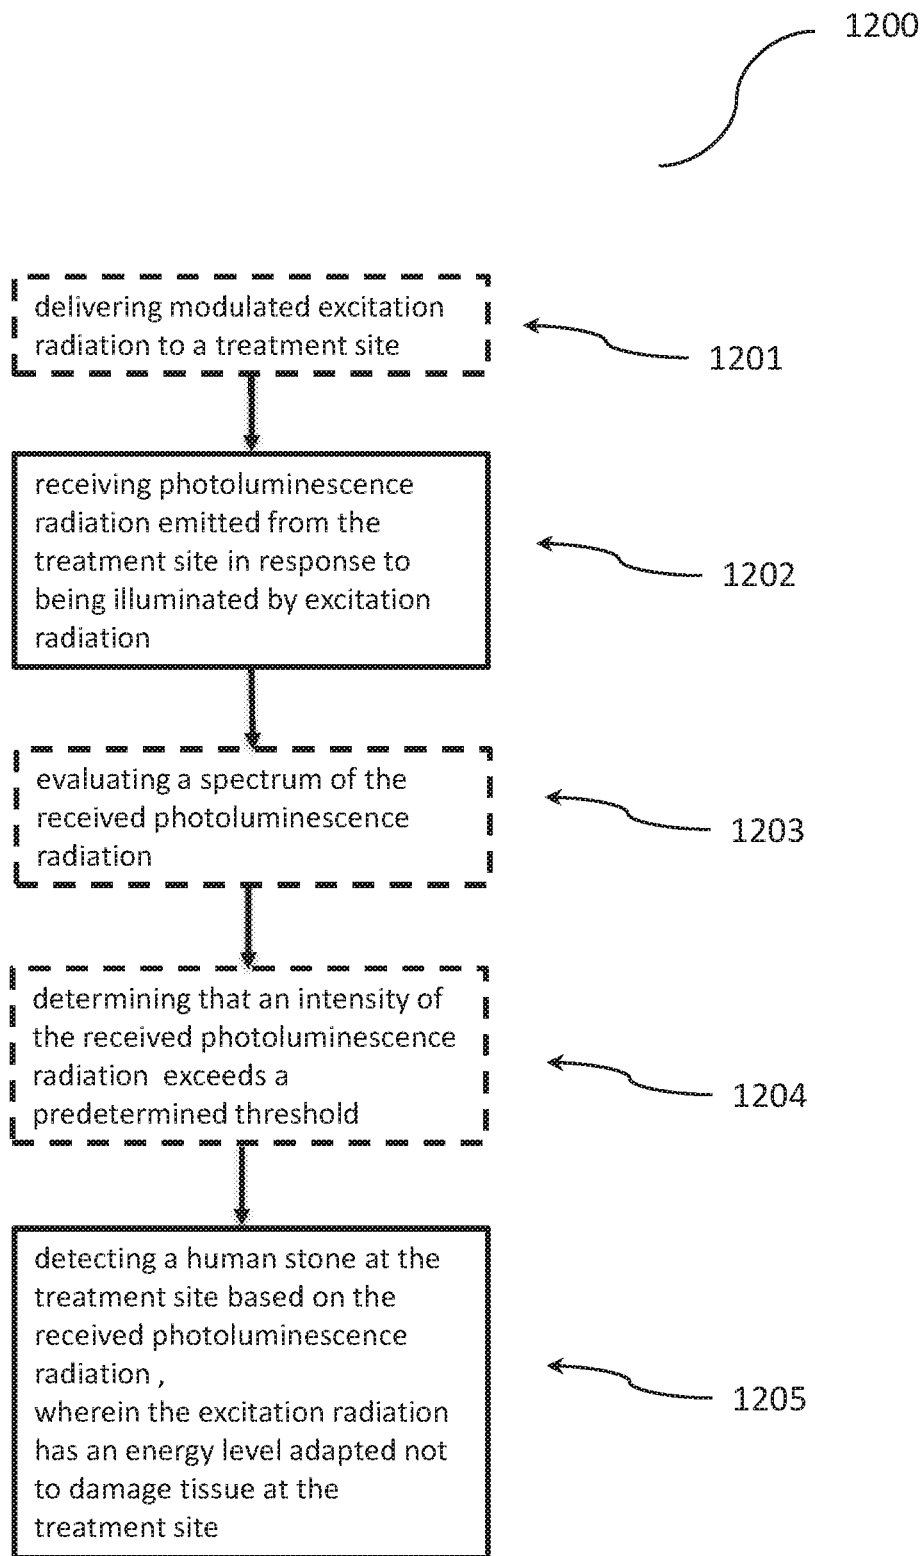 1200
delivering modulated excitation
radiation to a treatment site
1201
receiving photoluminescence
radiation emitted from the
treatment site in response to
being illuminated by excitation
radiation
1202
evaluating a spectrum of the
received photoluminescence
radiation
1203
determining that an intensity of
the received photoluminescence
radiation exceeds a
predetermined threshold
1204
detecting a human stone at the
treatment site based on the
received photoluminescence
radiation ,
wherein the excitation radiation
has an energy level adapted not
to damage tissue at the
treatment site
1205